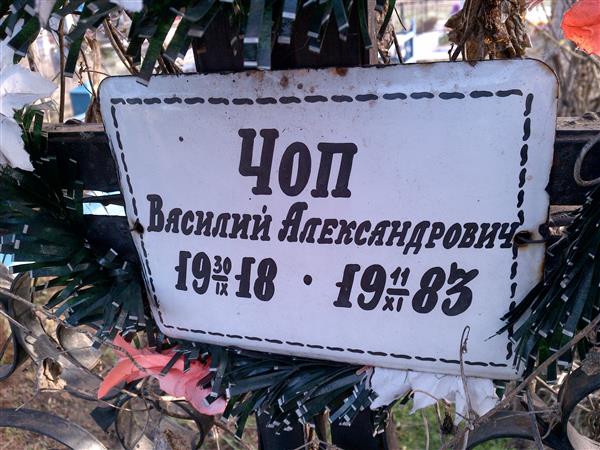 Чоп
Василий Александрович
19 30/IX 18 · 19 11/XI 83